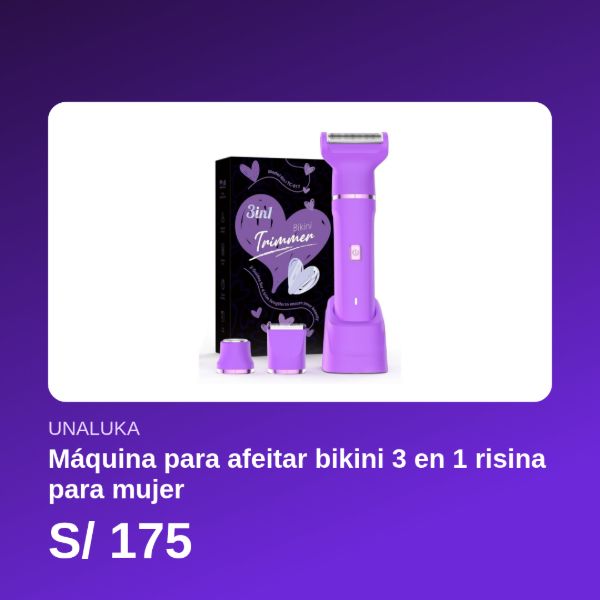 3in1
Bikini
Trimmer
UNALUKA
Máquina para afeitar bikini 3 en 1 risina
para mujer
S/ 175